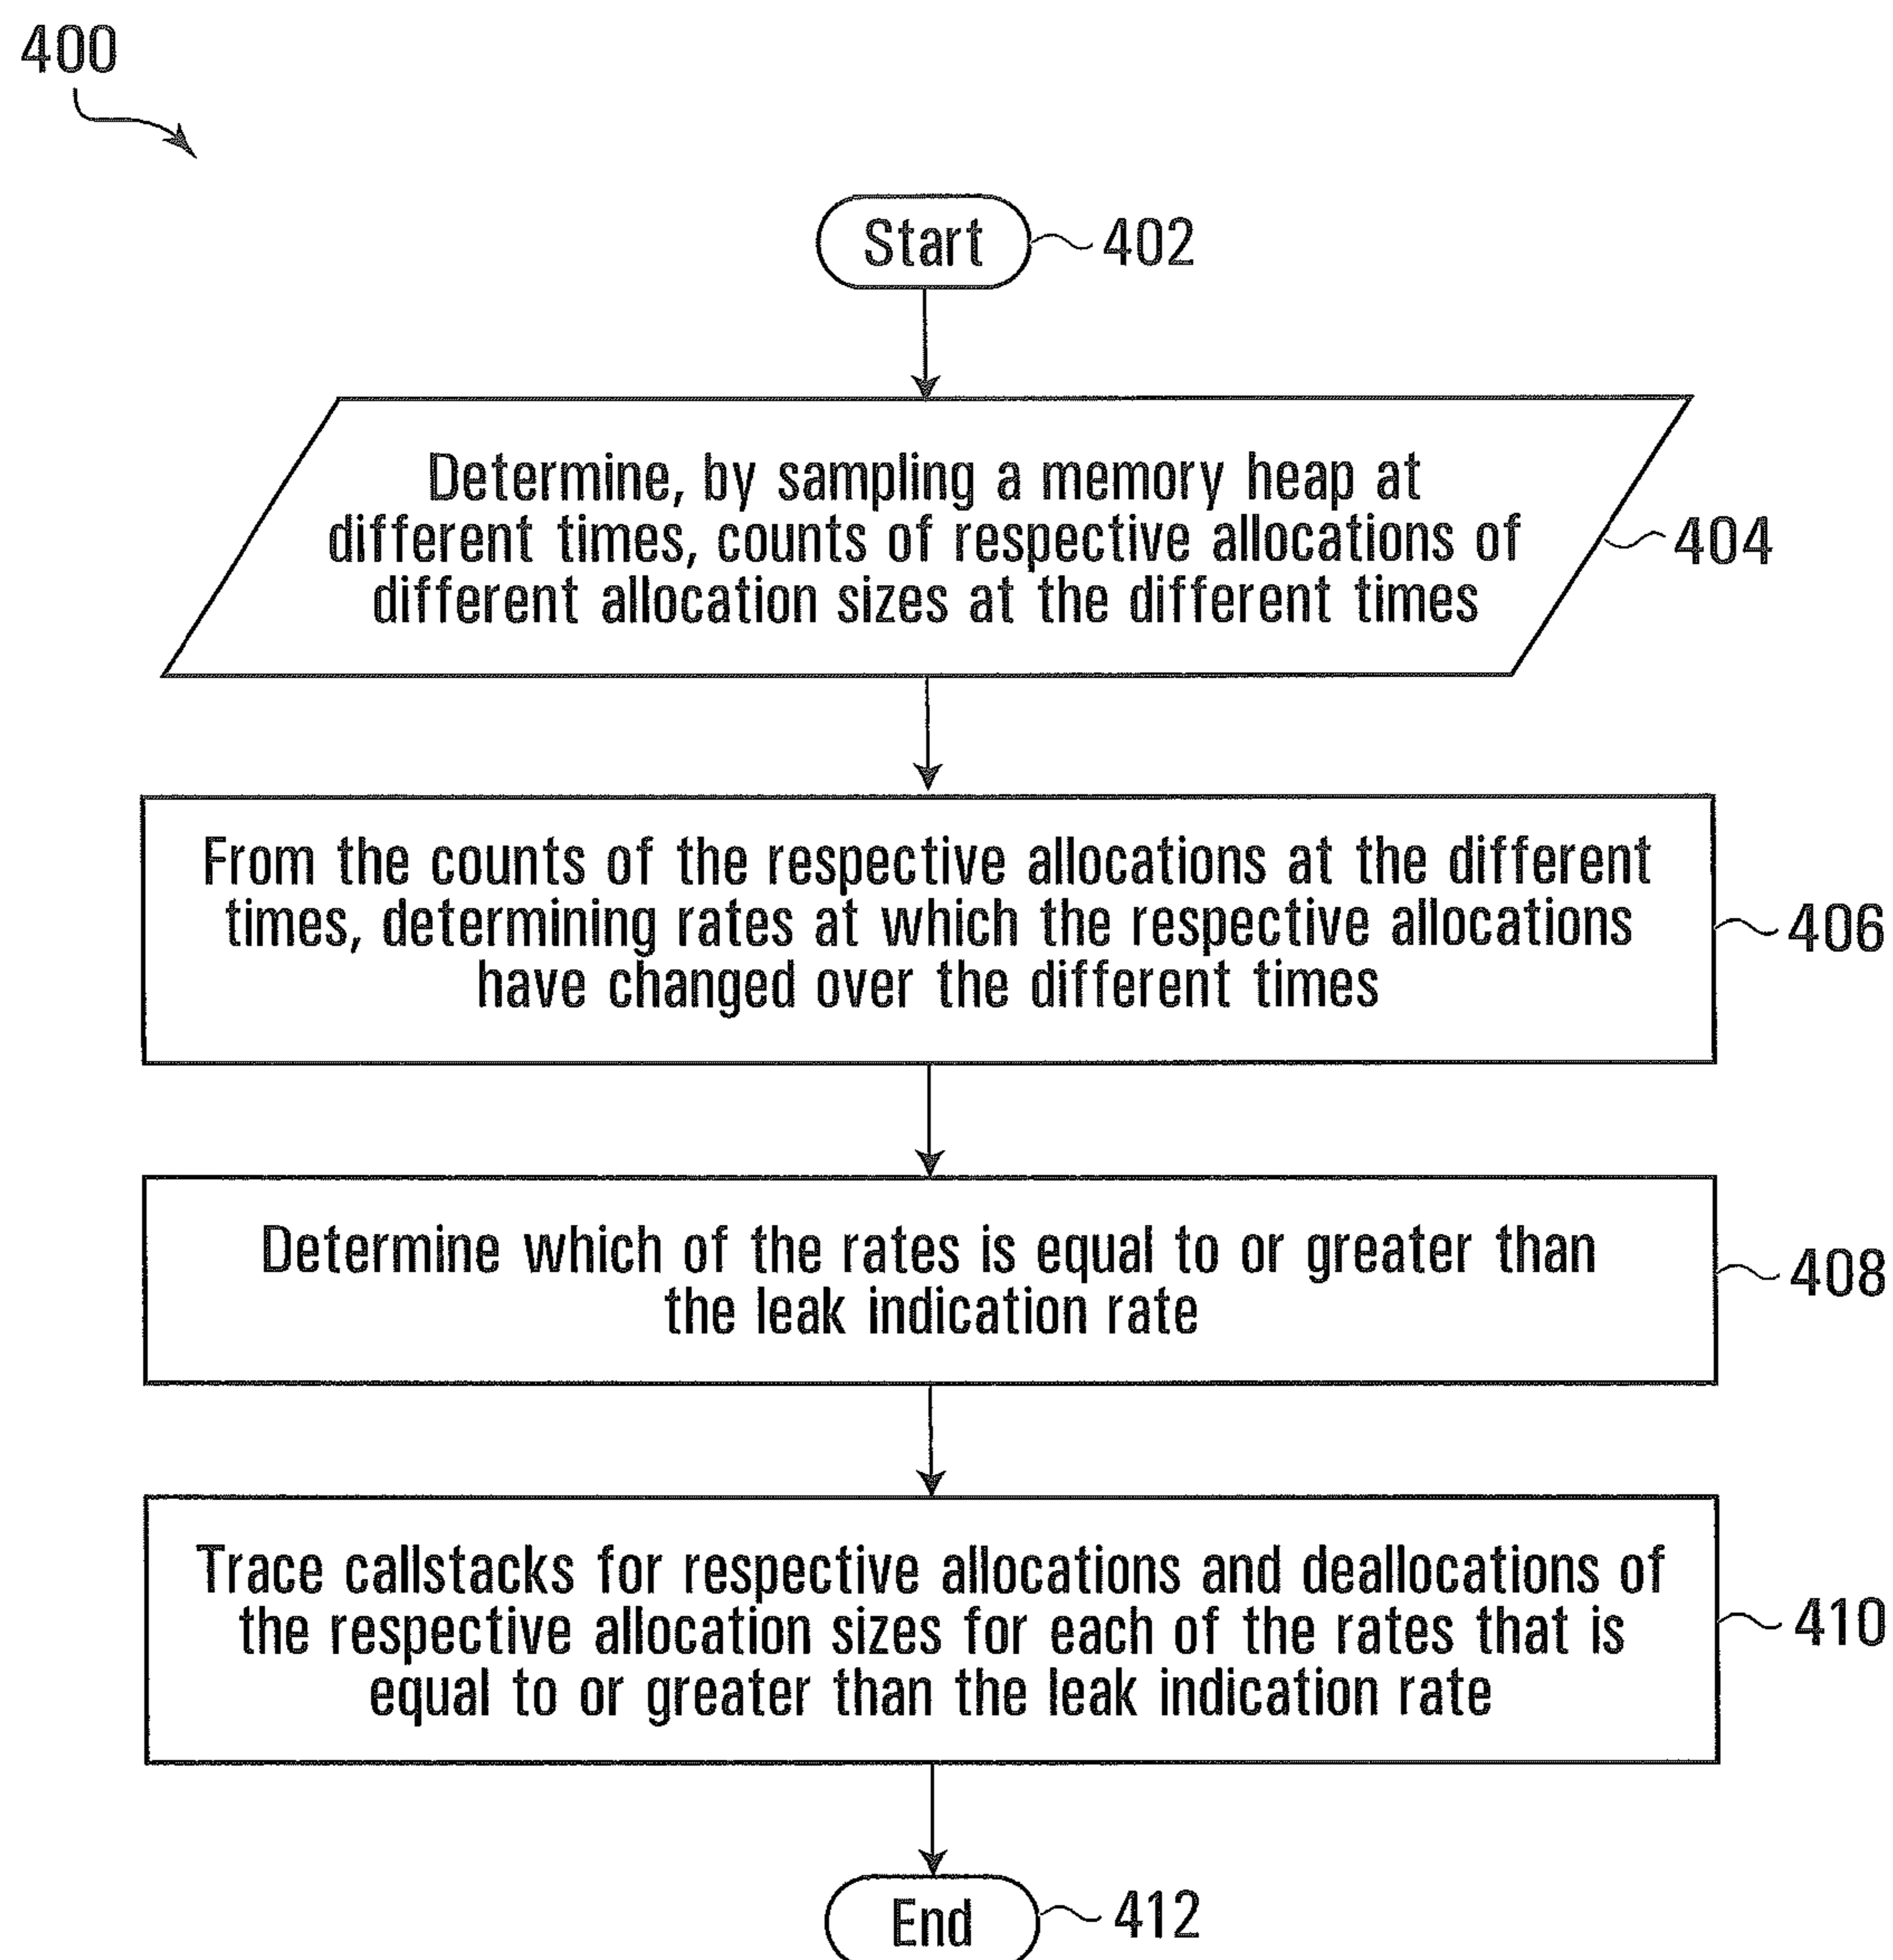 400
Start
402
Determine, by sampling a memory heap at
different times, counts of respective allocations of
different allocation sizes at the different times
404
From the counts of the respective allocations at the different
times, determining rates at which the respective allocations
have changed over the different times
406
Determine which of the rates is equal to or greater than
the leak indication rate
408
Trace callstacks for respective allocations and deallocations of
the respective allocation sizes for each of the rates that is
equal to or greater than the leak indication rate
410
End
412